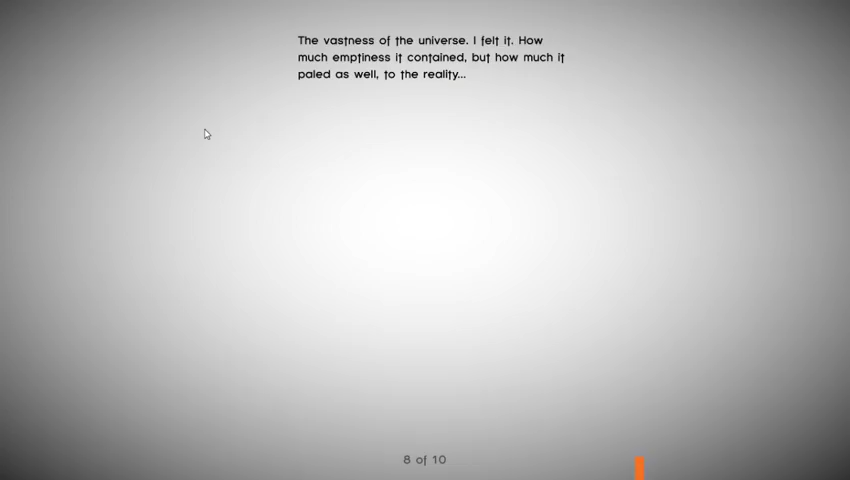 The vastness of the universe. I felt it. How
much emptiness it contained, but how much it
paled as well, to the reality...
8 of 10